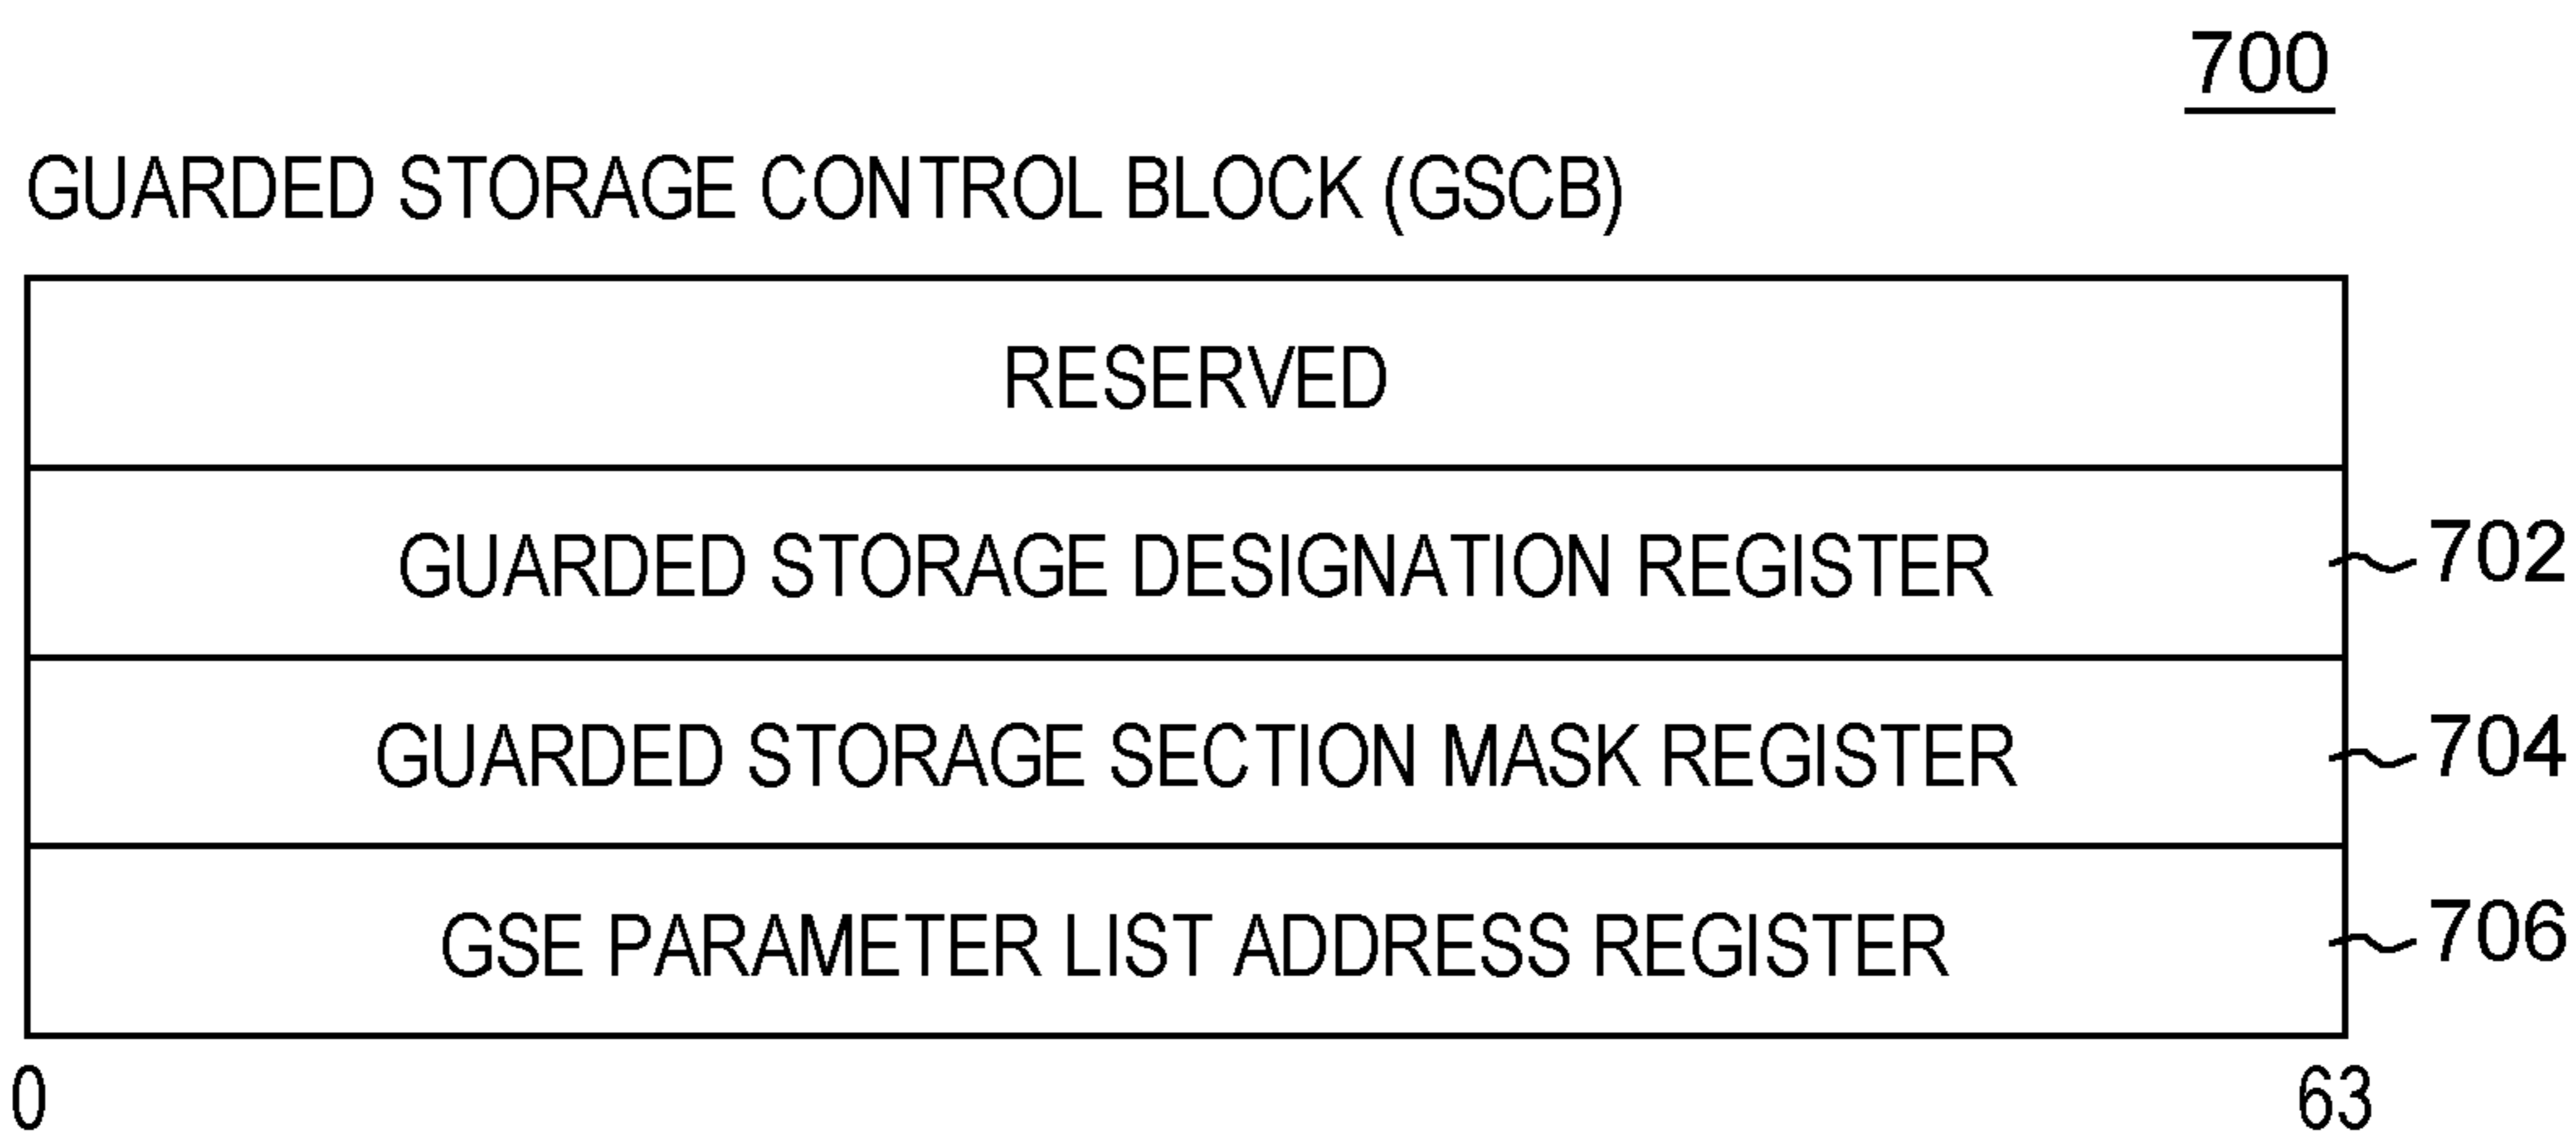 700
GUARDED STORAGE CONTROL BLOCK (GSCB)
RESERVED
GUARDED STORAGE DESIGNATION REGISTER 702
GUARDED STORAGE SECTION MASK REGISTER 704
GSE PARAMETER LIST ADDRESS REGISTER 706
0 63